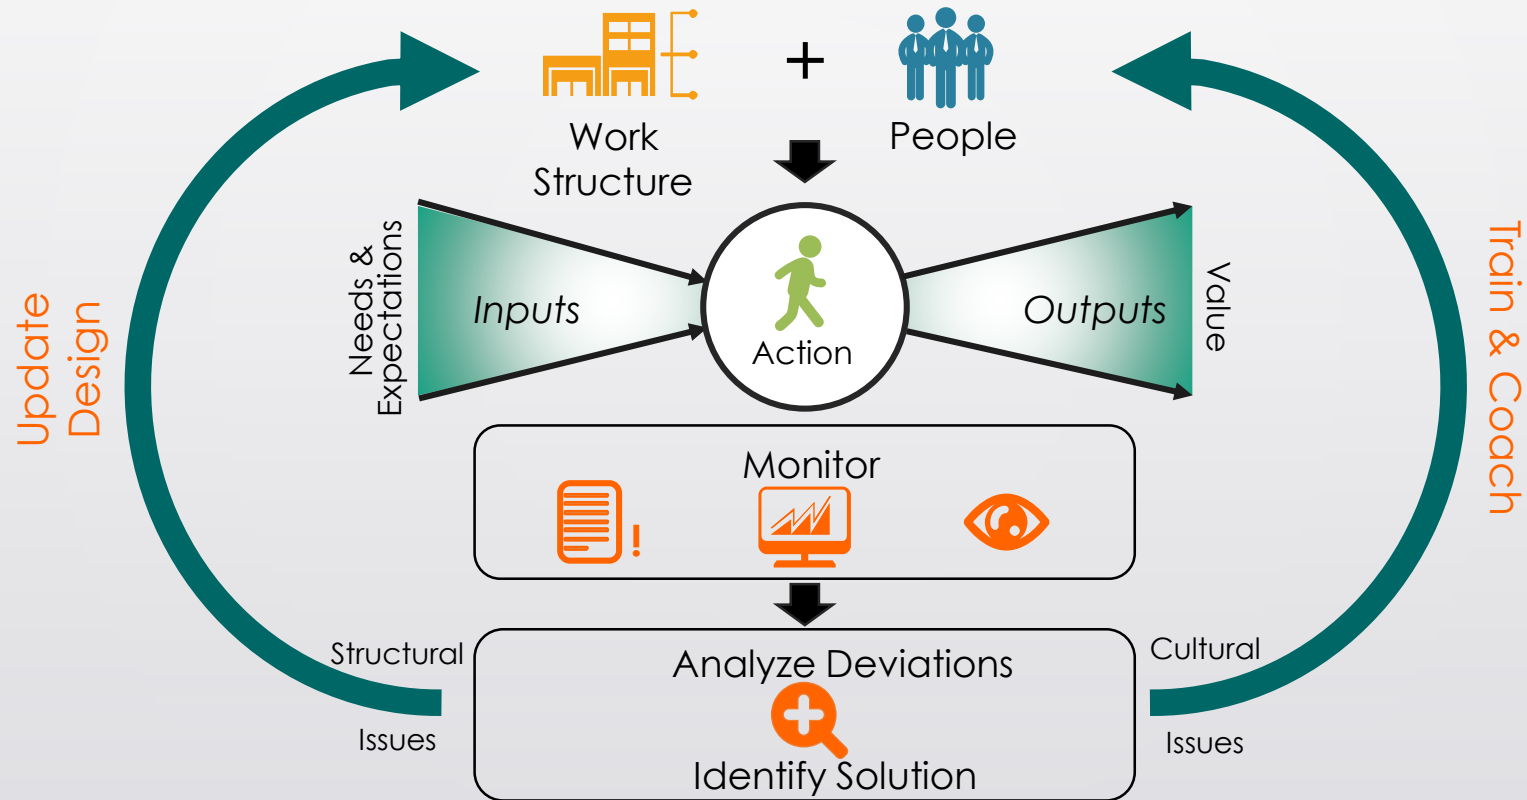 +
Work
Structure
People
Needs &
Expectations
Inputs
Action
Outputs
Value
Update
Design
Train & Coach
Monitor
!
Structural
Issues
Analyze Deviations
Identify Solution
Cultural
Issues